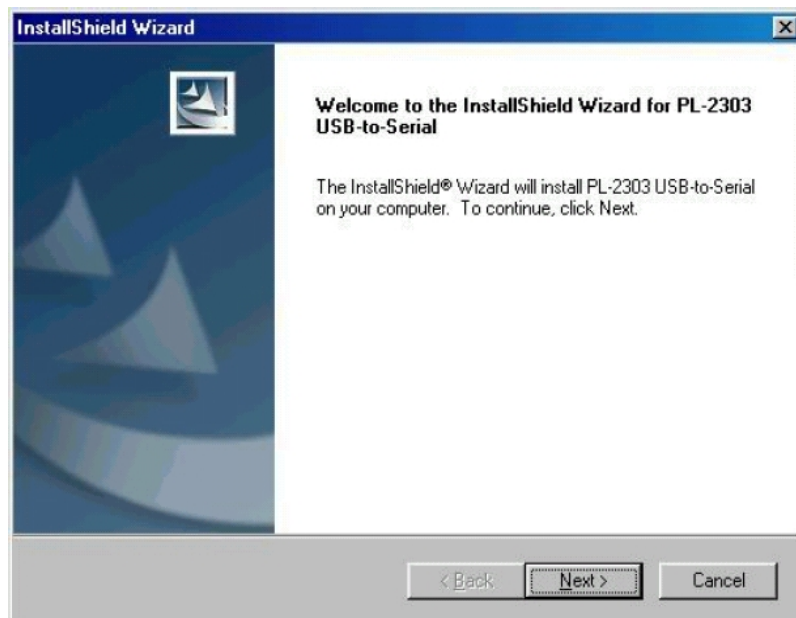 InstallShield Wizard
Welcome to the InstallShield Wizard for PL-2303
USB-to-Serial
The InstallShield® Wizard will install PL-2303 USB-to-Serial
on your computer.  To continue, click Next.
< Back
Next >
Cancel